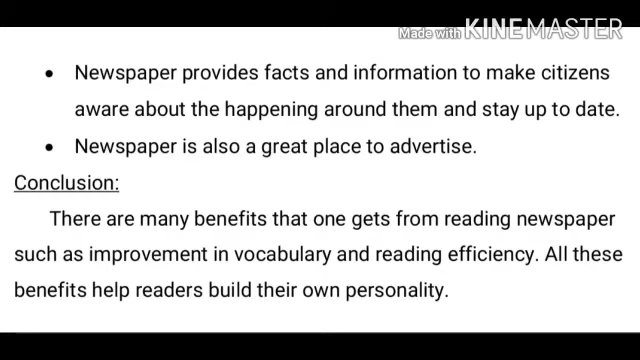 Made with KINEMASTER
• Newspaper provides facts and information to make citizens
aware about the happening around them and stay up to date.
• Newspaper is also a great place to advertise.
Conclusion:
There are many benefits that one gets from reading newspaper
such as improvement in vocabulary and reading efficiency. All these
benefits help readers build their own personality.